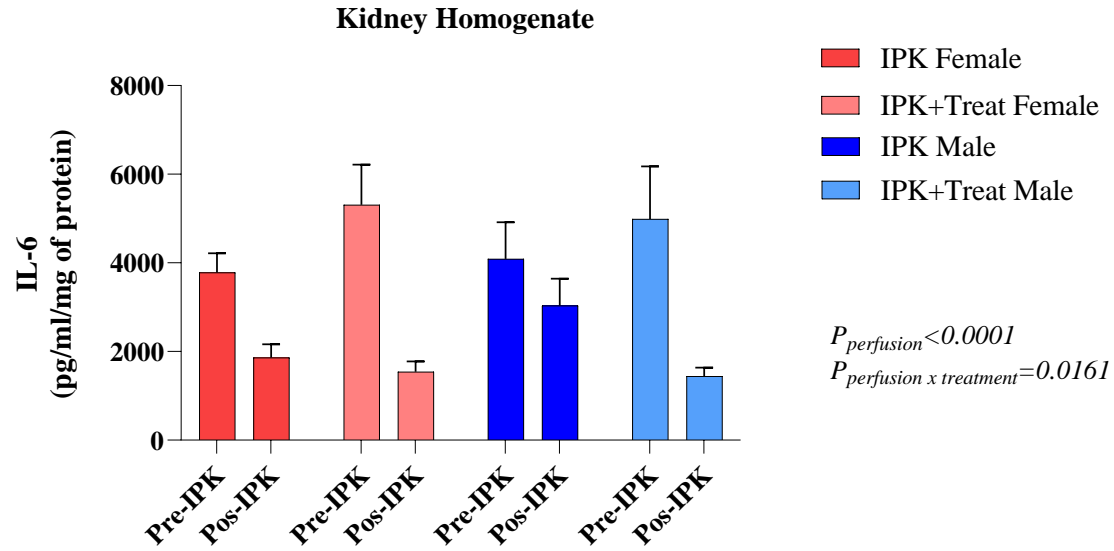 Kidney Homogenate
IL-6
(pg/ml/mg of protein)
8000
6000
4000
2000
0
Pre-IPK
Pos-IPK
Pre-IPK
Pos-IPK
Pre-IPK
Pos-IPK
Pre-IPK
Pos-IPK
IPK Female
IPK+Treat Female
IPK Male
IPK+Treat Male
Pperfusion<0.0001
Pperfusion x treatment=0.0161